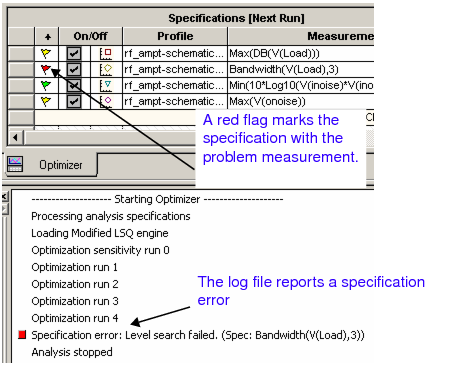 Specifications [Next Run]
On/Off Profile Measureme
rf_ampt-schematic... Max(DB(V(Load)))
rf_ampt-schematic... Bandwidth(V(Load),3)
rf_ampt-schematic... Min(10*Log10(V(inoise)*V(ino
rf_ampt-schematic... Max(V(onoise))
A red flag marks the
specification with the
problem measurement.
Optimizer
-------------------- Starting Optimizer --------------------
Processing analysis specifications
Loading Modified LSQ engine
Optimization sensitivity run 0
Optimization run 1
Optimization run 2
Optimization run 3
Optimization run 4
The log file reports a specification
error
Specification error: Level search failed. (Spec: Bandwidth(V(Load),3))
Analysis stopped